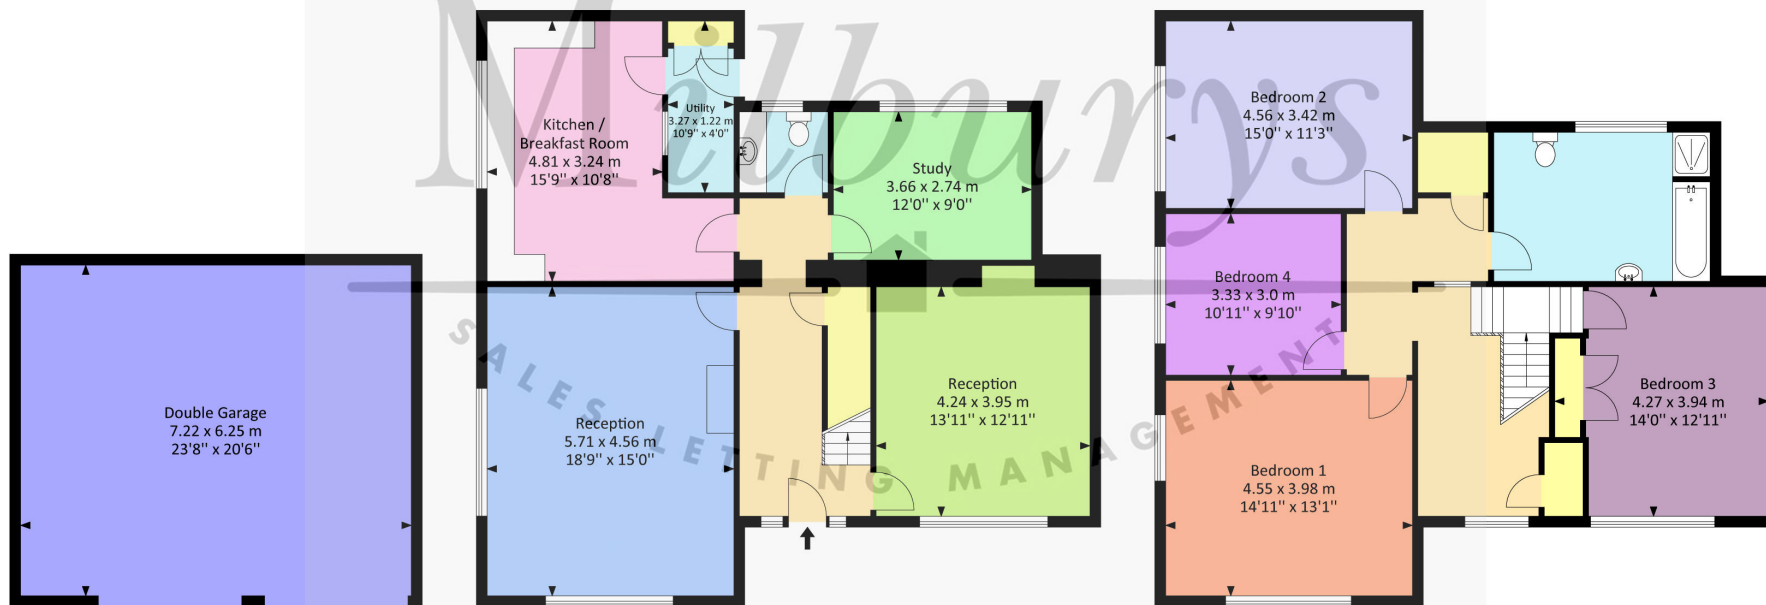 Milburys
SALES LETTING MANAGEMENT
Double Garage
7.22 x 6.25 m
23'8'' x 20'6''
Kitchen /
Breakfast Room
4.81 x 3.24 m
15'9'' x 10'8''
Utility
3.27 x 1.22 m
10'9'' x 4'0''
Study
3.66 x 2.74 m
12'0'' x 9'0''
Reception
5.71 x 4.56 m
18'9'' x 15'0''
Reception
4.24 x 3.95 m
13'11'' x 12'11''
Bedroom 2
4.56 x 3.42 m
15'0'' x 11'3''
Bedroom 4
3.33 x 3.0 m
10'11'' x 9'10''
Bedroom 1
4.55 x 3.98 m
14'11'' x 13'1''
Bedroom 3
4.27 x 3.94 m
14'0'' x 12'11''